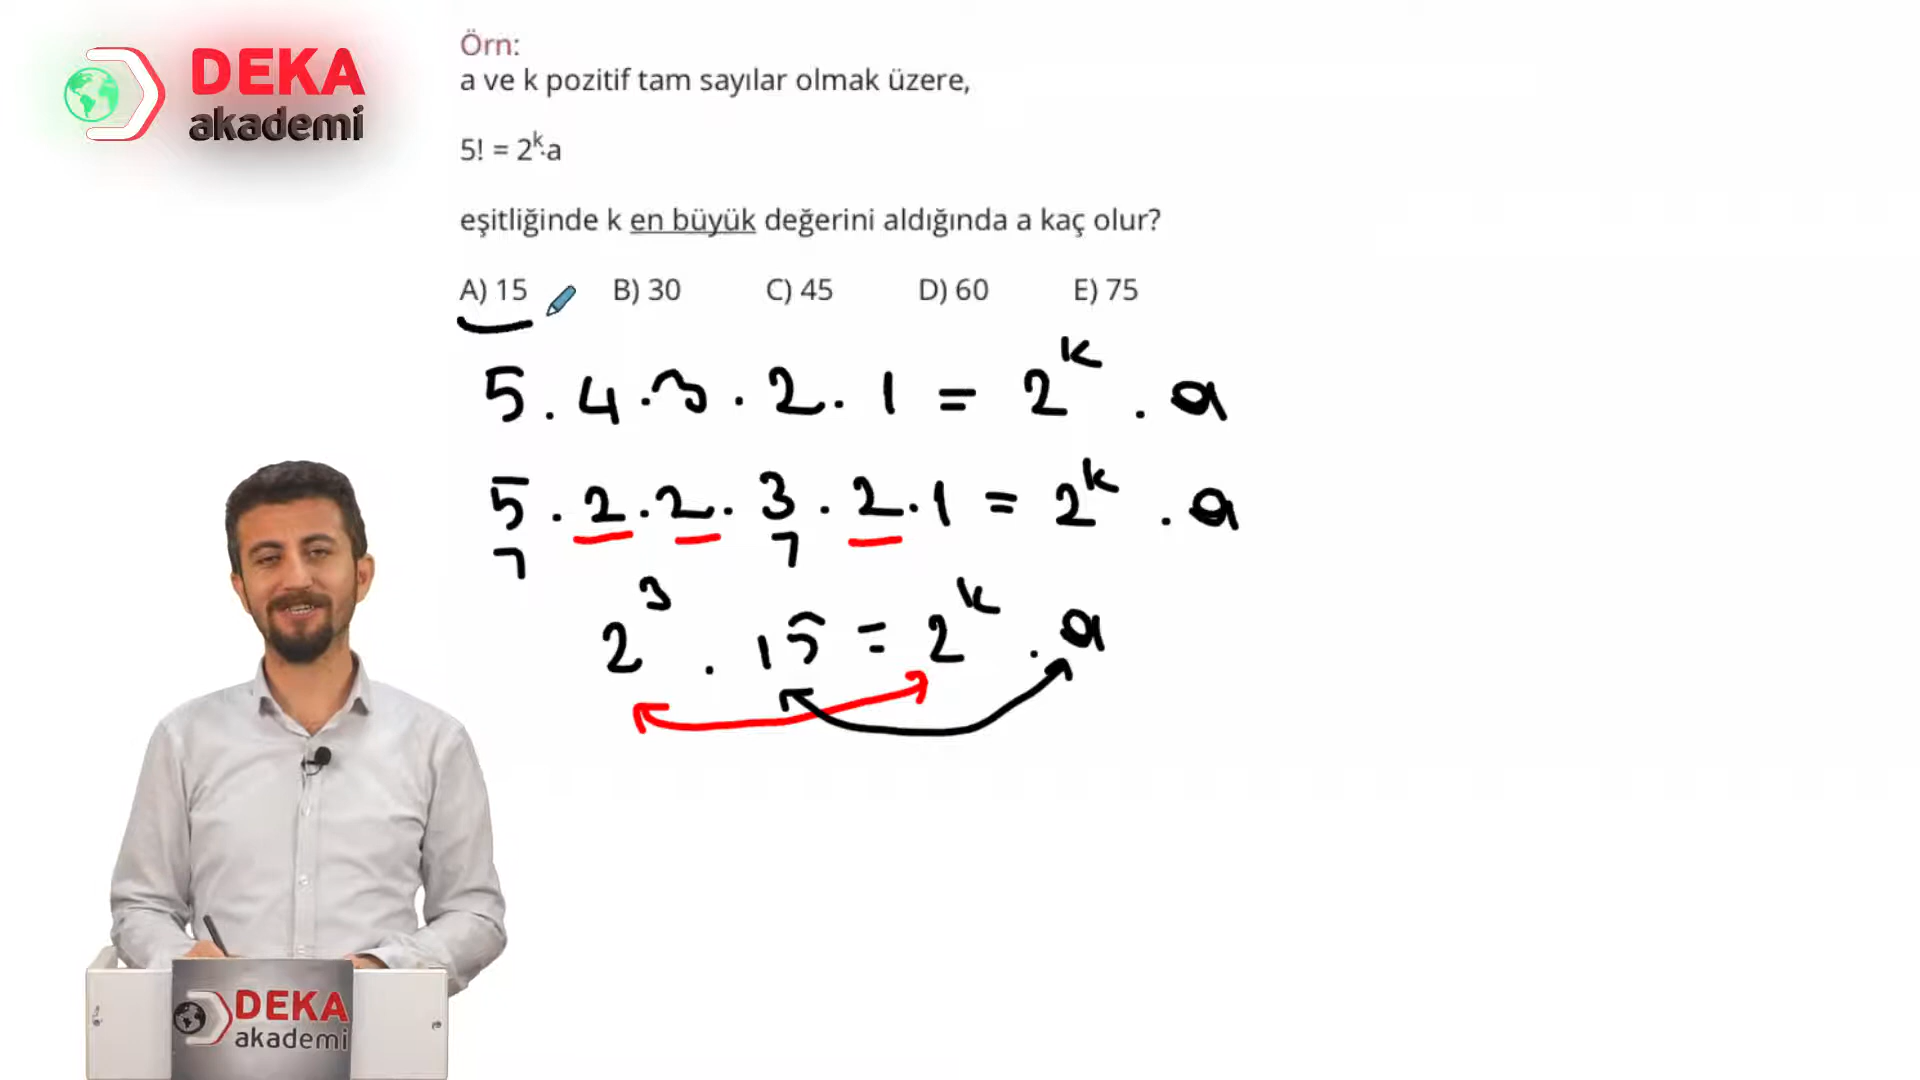 DEKA
akademi
Örn:
a ve k pozitif tam sayılar olmak üzere,
5! = 2^k.a
eşitliğinde k en büyük değerini aldığında a kaç olur?
A) 15 B) 30 C) 45 D) 60 E) 75
5 . 4 . 3 . 2 . 1 = 2^k . a
5 . 2 . 2 . 3 . 2 . 1 = 2^k . a
2^3 . 15 = 2^k . a
DEKA
akademi